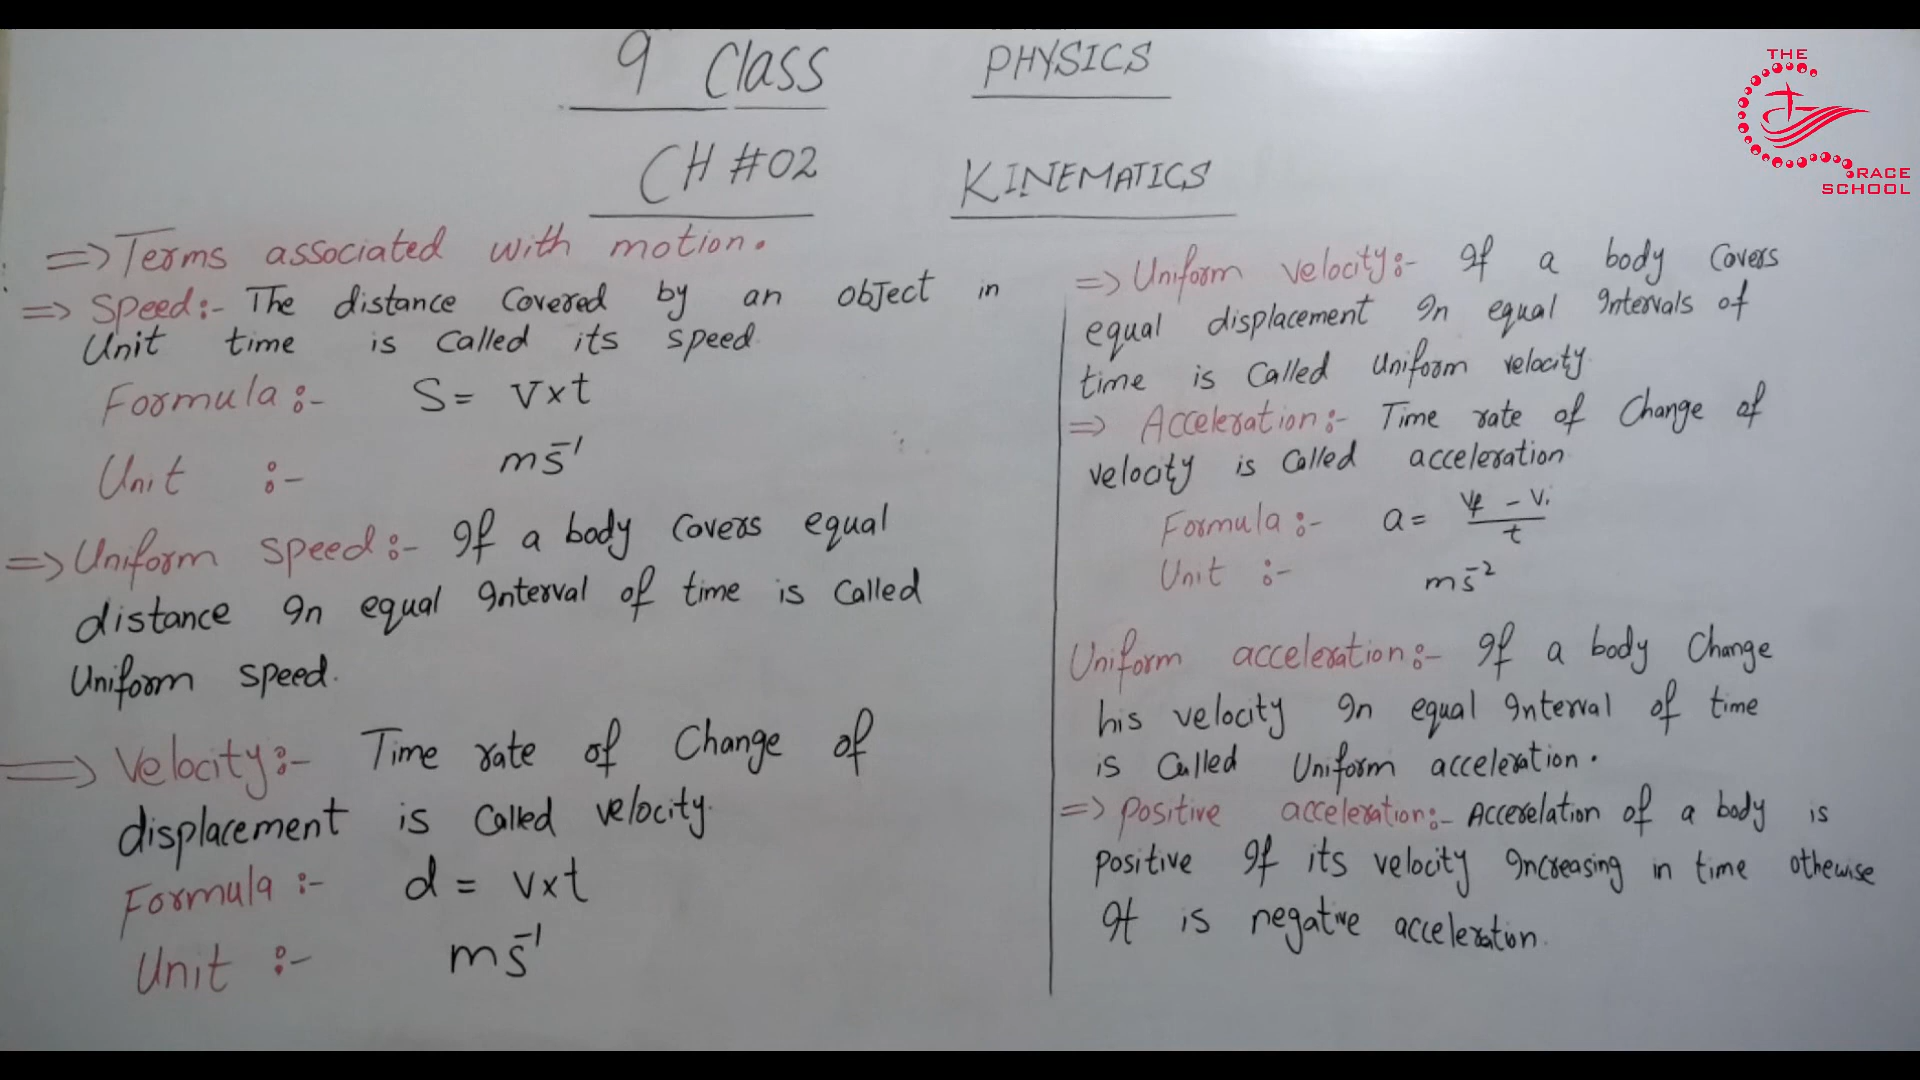 9 Class PHYSICS
CH #02 KINEMATICS
THE
GRACE
SCHOOL
=> Terms associated with motion.
=> Speed:- The distance Covered by an object in
Unit time is Called its speed
Formula:- S = v×t
Unit :- ms⁻¹
=> Uniform speed:- If a body Covers equal
distance In equal Interval of time is Called
Uniform speed.
=> Velocity:- Time rate of Change of
displacement is Called velocity.
Formula:- d = v×t
Unit :- ms⁻¹
=> Uniform velocity:- If a body Covers
equal displacement In equal Intervals of
time is Called Uniform velocity.
=> Acceleration:- Time rate of Change of
velocity is Called acceleration
Formula:- a = vf - vi / t
Unit :- ms⁻²
Uniform acceleration:- If a body Change
his velocity In equal Interval of time
is Called Uniform acceleration.
=> Positive acceleration:- Accerelation of a body is
positive If its velocity Increasing in time othewise
It is negative acceleration.